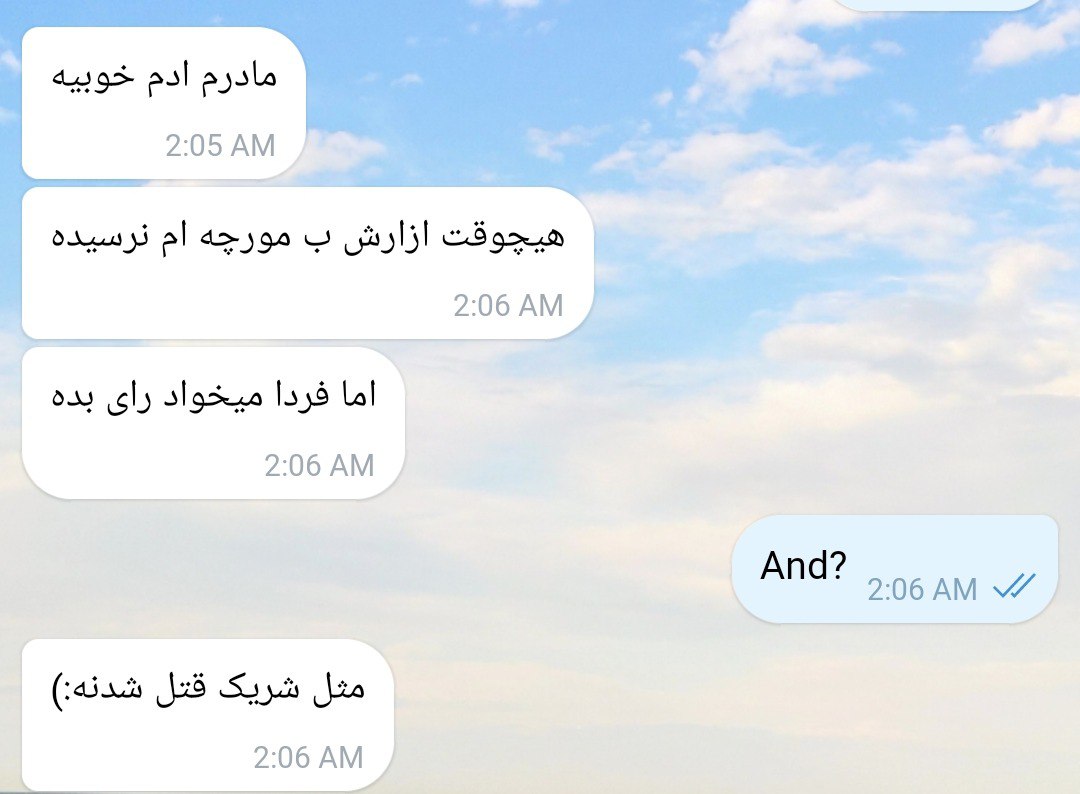 مادرم ادم خوبیه
2:05 AM
هیچوقت ازارش ب مورچه ام نرسیده
2:06 AM
اما فردا میخواد رای بده
2:06 AM
And? 2:06 AM
مثل شریک قتل شدنه:)
2:06 AM